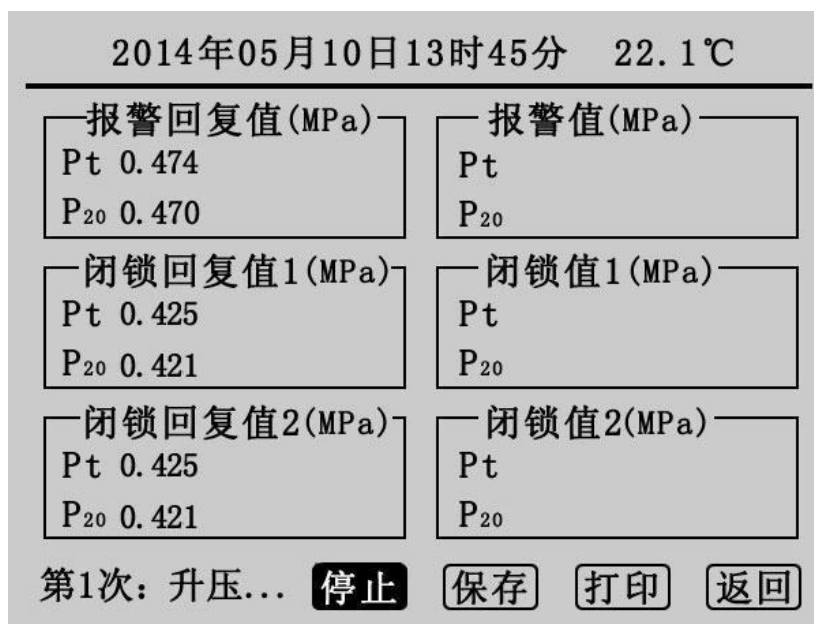 2014年05月10日13时45分 22.1℃
报警回复值(MPa) 报警值(MPa)
Pt 0.474 Pt
P₂₀ 0.470 P₂₀
闭锁回复值1(MPa) 闭锁值1(MPa)
Pt 0.425 Pt
P₂₀ 0.421 P₂₀
闭锁回复值2(MPa) 闭锁值2(MPa)
Pt 0.425 Pt
P₂₀ 0.421 P₂₀
第1次：升压... 停止 保存 打印 返回